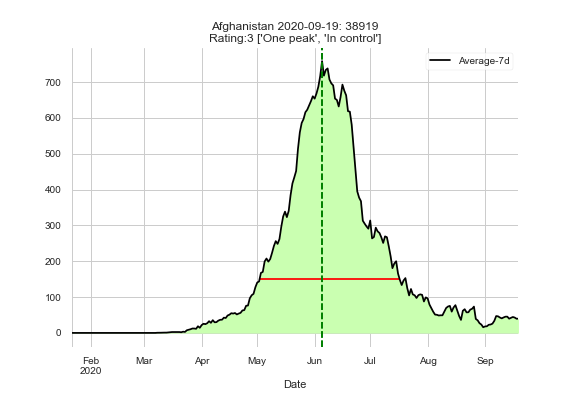 Afghanistan 2020-09-19: 38919
Rating:3 ['One peak', 'In control']
Average-7d
700
600
500
400
300
200
100
0
Feb Mar Apr May Jun Jul Aug Sep
2020
Date